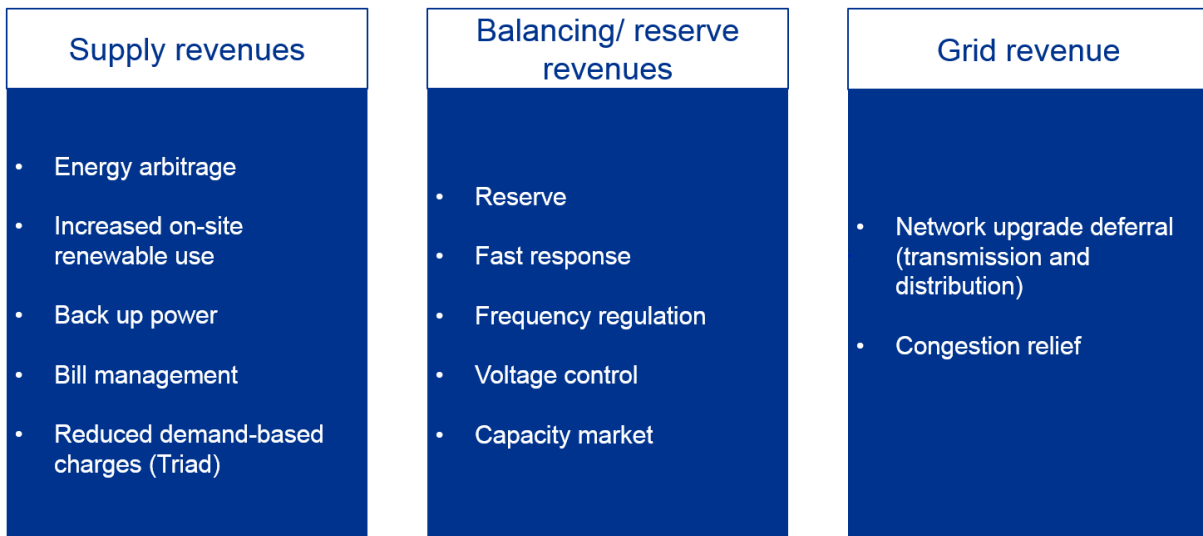 Supply revenues
• Energy arbitrage
• Increased on-site
renewable use
• Back up power
• Bill management
• Reduced demand-based
charges (Triad)
Balancing/ reserve
revenues
• Reserve
• Fast response
• Frequency regulation
• Voltage control
• Capacity market
Grid revenue
• Network upgrade deferral
(transmission and
distribution)
• Congestion relief